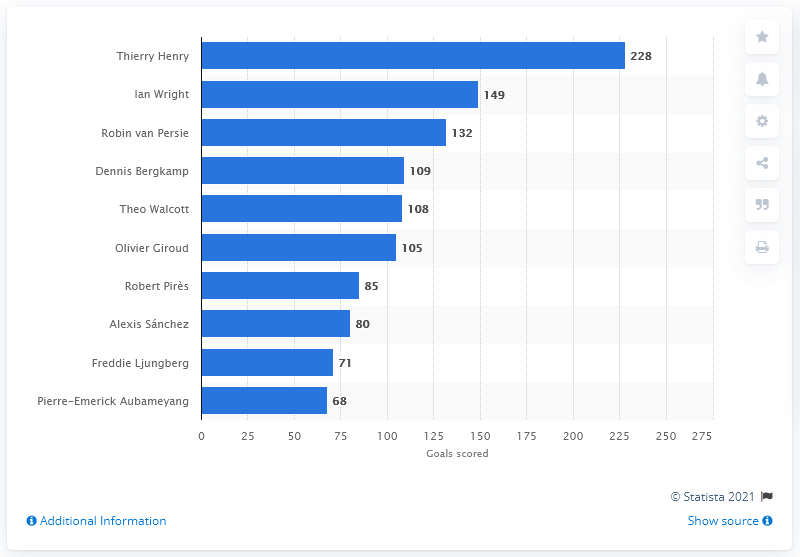 Thierry Henry 228
Ian Wright 149
Robin van Persie 132
Dennis Bergkamp 109
Theo Walcott 108
Olivier Giroud 105
Robert Pirès 85
Alexis Sánchez 80
Freddie Ljungberg 71
Pierre-Emerick Aubameyang 68
0 25 50 75 100 125 150 175 200 225 250 275
Goals scored
© Statista 2021
Additional Information Show source